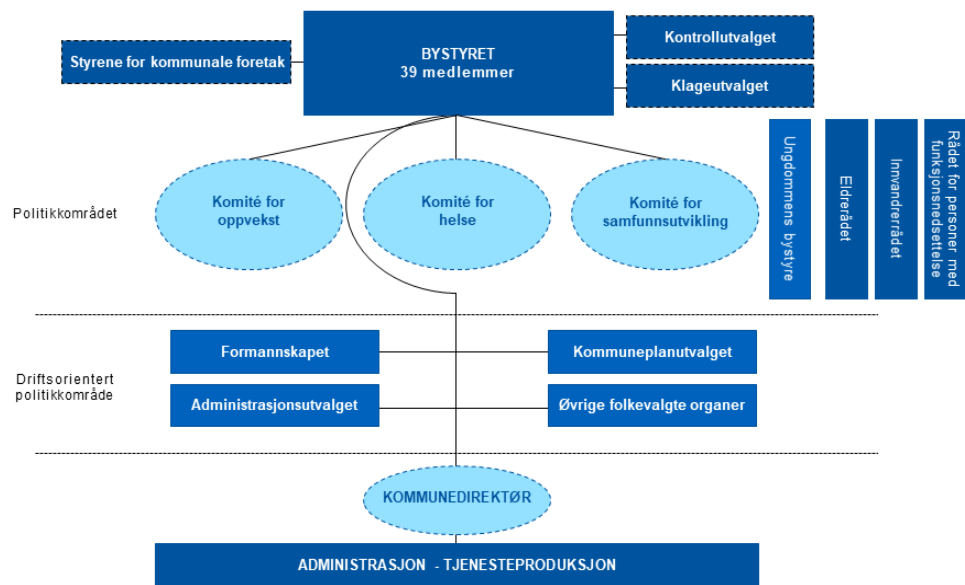 BYSTYRET
39 medlemmer
Styrene for kommunale foretak
Kontrollutvalget
Klageutvalget
Politikkområdet
Komité for
oppvekst
Komité for
helse
Komité for
samfunnsutvikling
Ungdommens bystyre
Eldrerådet
Innvandrerrådet
Rådet for personer med
funksjonsnedsettelse
Driftsorientert
politikkområde
Formannskapet
Kommuneplanutvalget
Administrasjonsutvalget
Øvrige folkevalgte organer
KOMMUNEDIREKTØR
ADMINISTRASJON - TJENESTEPRODUKSJON